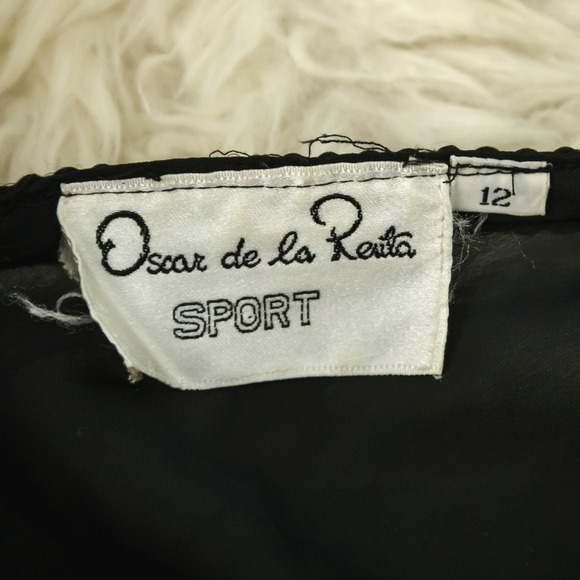 Oscar de la Renta
SPORT
12